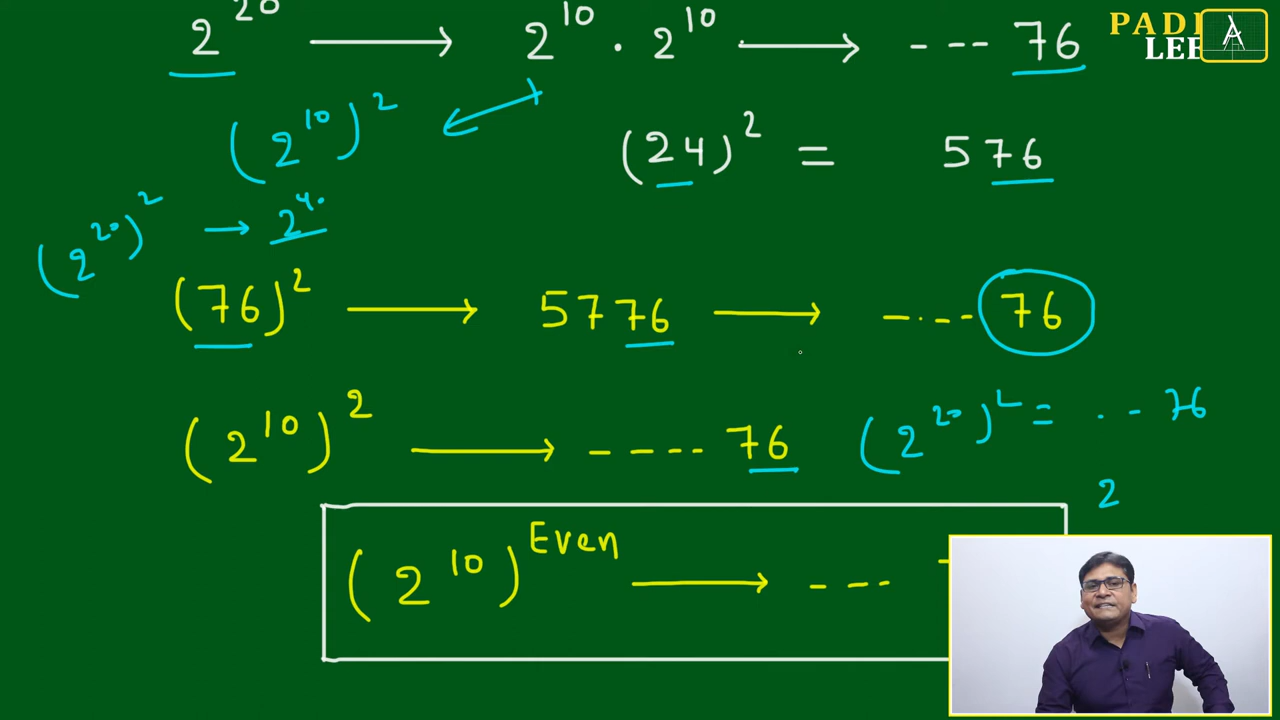 2^20 → 2^10 · 2^10 → --- 76
PADI
LEE
(2^10)^2
(24)^2 = 576
(2^20)^2 → 2^40
(76)^2 → 5776 → ---- 76
(2^10)^2 → ---- 76 (2^20)^2 = -- 76
2
(2^10)^Even → ---